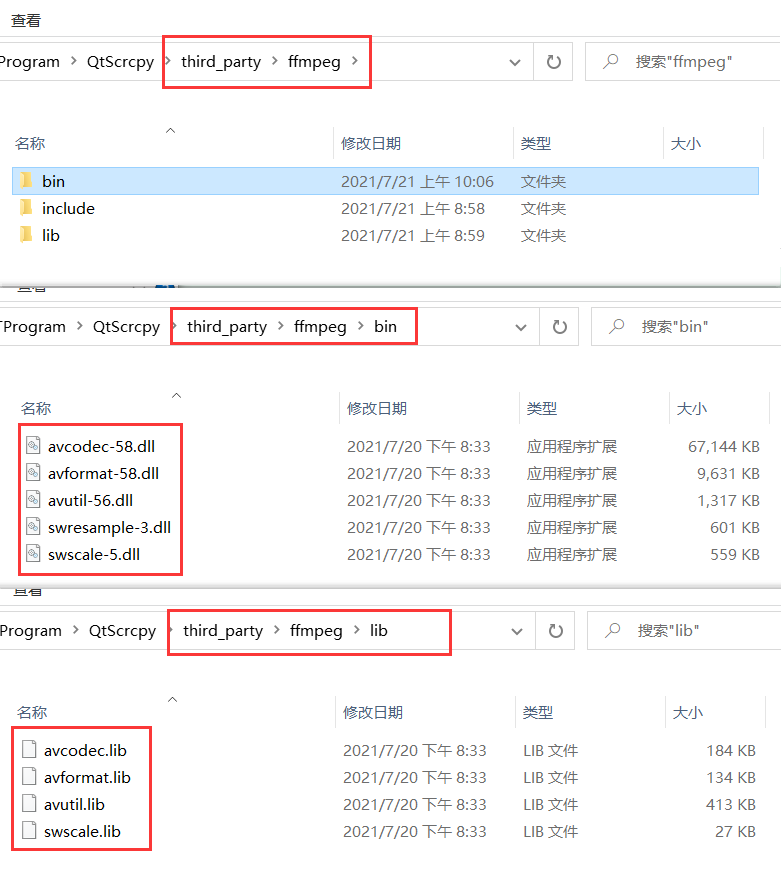 查看
Program > QtScrcpy > third_party > ffmpeg >
搜索"ffmpeg"
名称 修改日期 类型 大小
bin 2021/7/21 上午 10:06 文件夹
include 2021/7/21 上午 8:58 文件夹
lib 2021/7/21 上午 8:59 文件夹
查看
TProgram > QtScrcpy > third_party > ffmpeg > bin
搜索"bin"
名称 修改日期 类型 大小
avcodec-58.dll 2021/7/20 下午 8:33 应用程序扩展 67,144 KB
avformat-58.dll 2021/7/20 下午 8:33 应用程序扩展 9,631 KB
avutil-56.dll 2021/7/20 下午 8:33 应用程序扩展 1,317 KB
swresample-3.dll 2021/7/20 下午 8:33 应用程序扩展 601 KB
swscale-5.dll 2021/7/20 下午 8:33 应用程序扩展 559 KB
查看
Program > QtScrcpy > third_party > ffmpeg > lib
搜索"lib"
名称 修改日期 类型 大小
avcodec.lib 2021/7/20 下午 8:33 LIB 文件 184 KB
avformat.lib 2021/7/20 下午 8:33 LIB 文件 134 KB
avutil.lib 2021/7/20 下午 8:33 LIB 文件 413 KB
swscale.lib 2021/7/20 下午 8:33 LIB 文件 27 KB